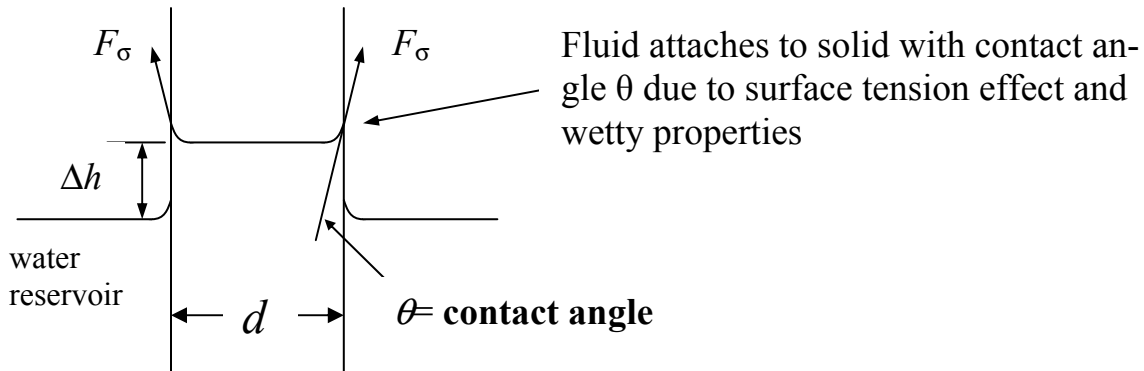 Fσ
Fσ
Fluid attaches to solid with contact an-
gle θ due to surface tension effect and
wetty properties
Δh
water
reservoir
d
θ= contact angle